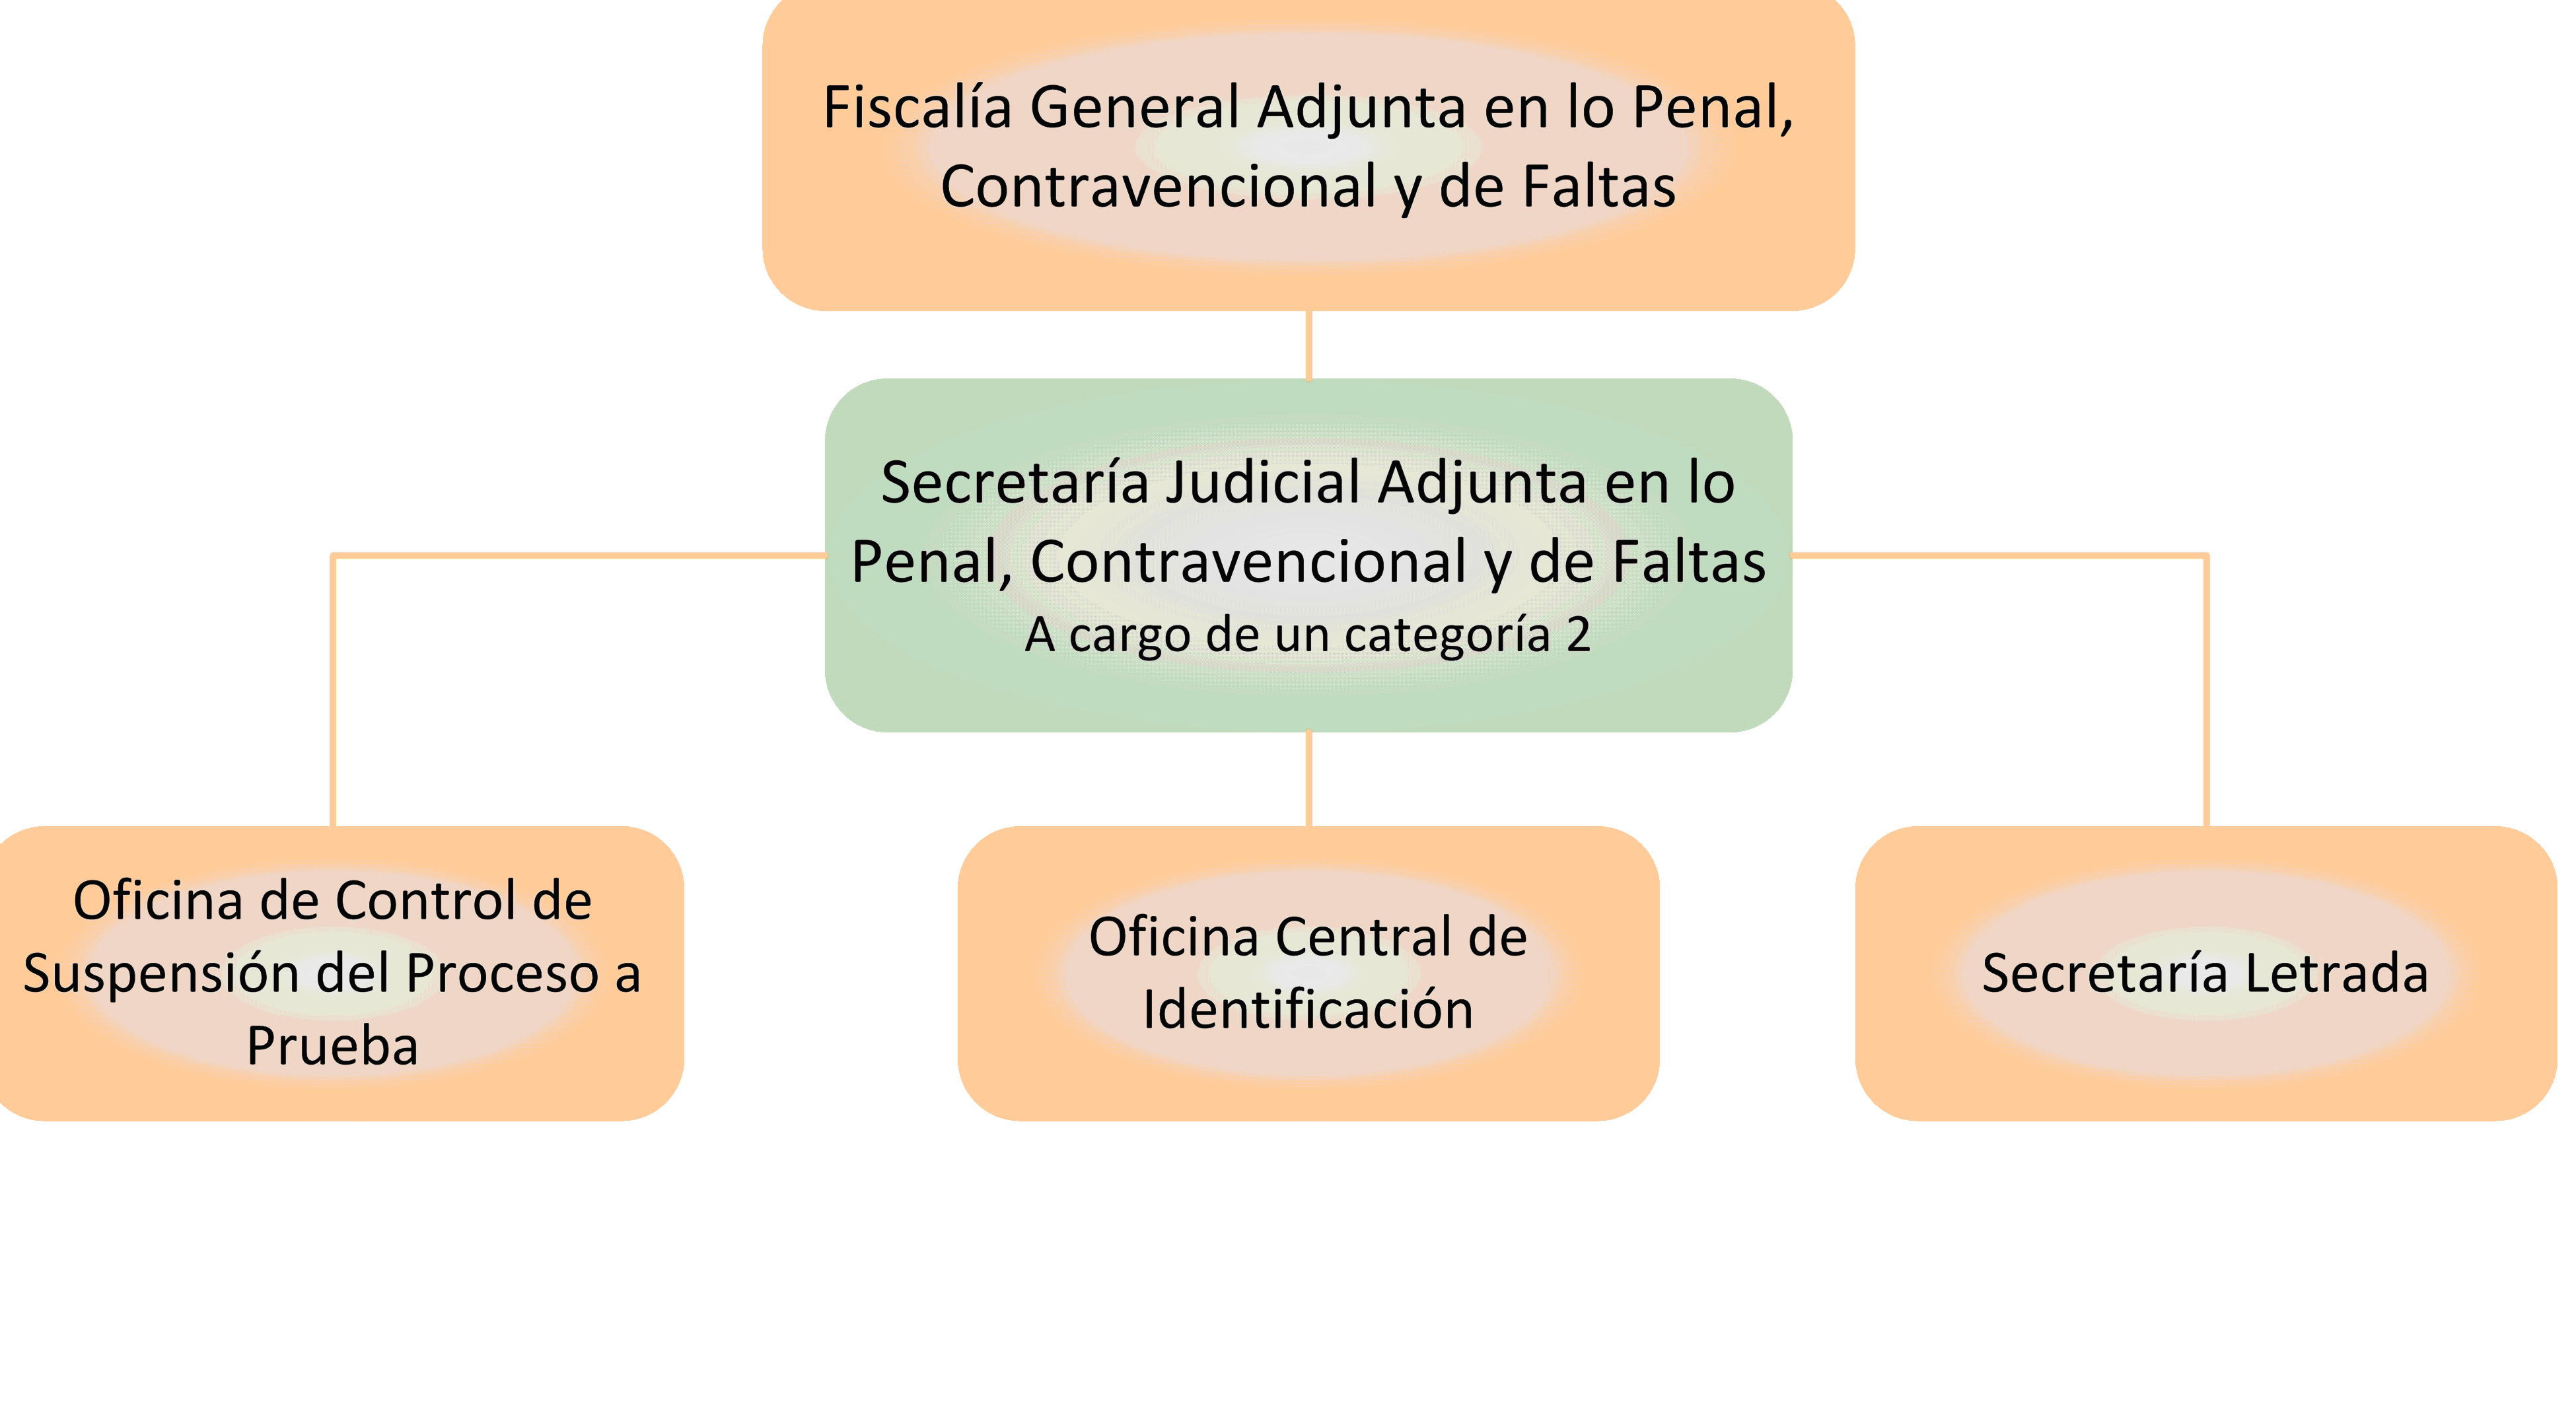 Fiscalía General Adjunta en lo Penal,
Contravencional y de Faltas
Secretaría Judicial Adjunta en lo
Penal, Contravencional y de Faltas
A cargo de un categoría 2
Oficina de Control de
Suspensión del Proceso a
Prueba
Oficina Central de
Identificación
Secretaría Letrada